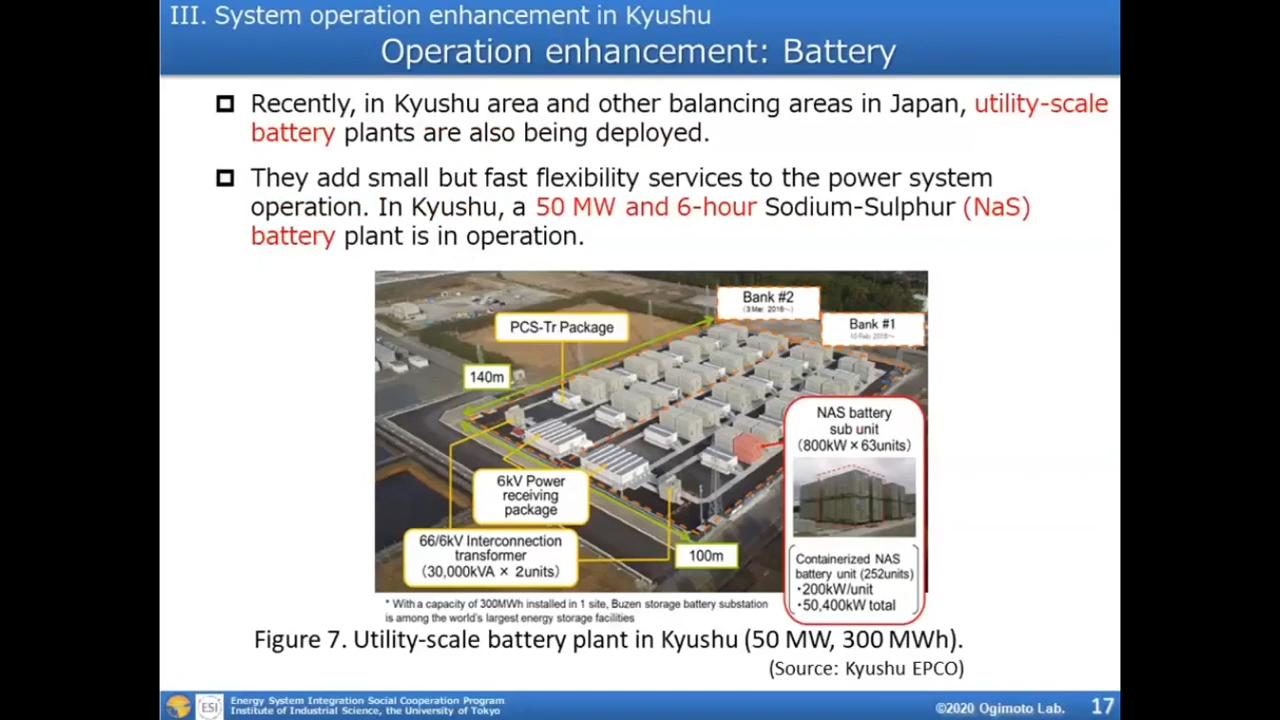 III. System operation enhancement in Kyushu
Operation enhancement: Battery
Recently, in Kyushu area and other balancing areas in Japan, utility-scale
battery plants are also being deployed.
They add small but fast flexibility services to the power system
operation. In Kyushu, a 50 MW and 6-hour Sodium-Sulphur (NaS)
battery plant is in operation.
Bank #2
(3 Mar. 2016~)
Bank #1
PCS-Tr Package
140m
NAS battery
sub unit
(800kW × 63units)
6kV Power
receiving
package
66/6kV Interconnection
transformer
(30,000kVA × 2units)
100m
Containerized NAS
battery unit (252units)
・200kW/unit
・50,400kW total
* With a capacity of 300MWh installed in 1 site, Buzen storage battery substation
is among the world's largest energy storage facilities
Figure 7. Utility-scale battery plant in Kyushu (50 MW, 300 MWh).
(Source: Kyushu EPCO)
ESI
Energy System Integration Social Cooperation Program
Institute of Industrial Science, the University of Tokyo
©2020 Ogimoto Lab.
17